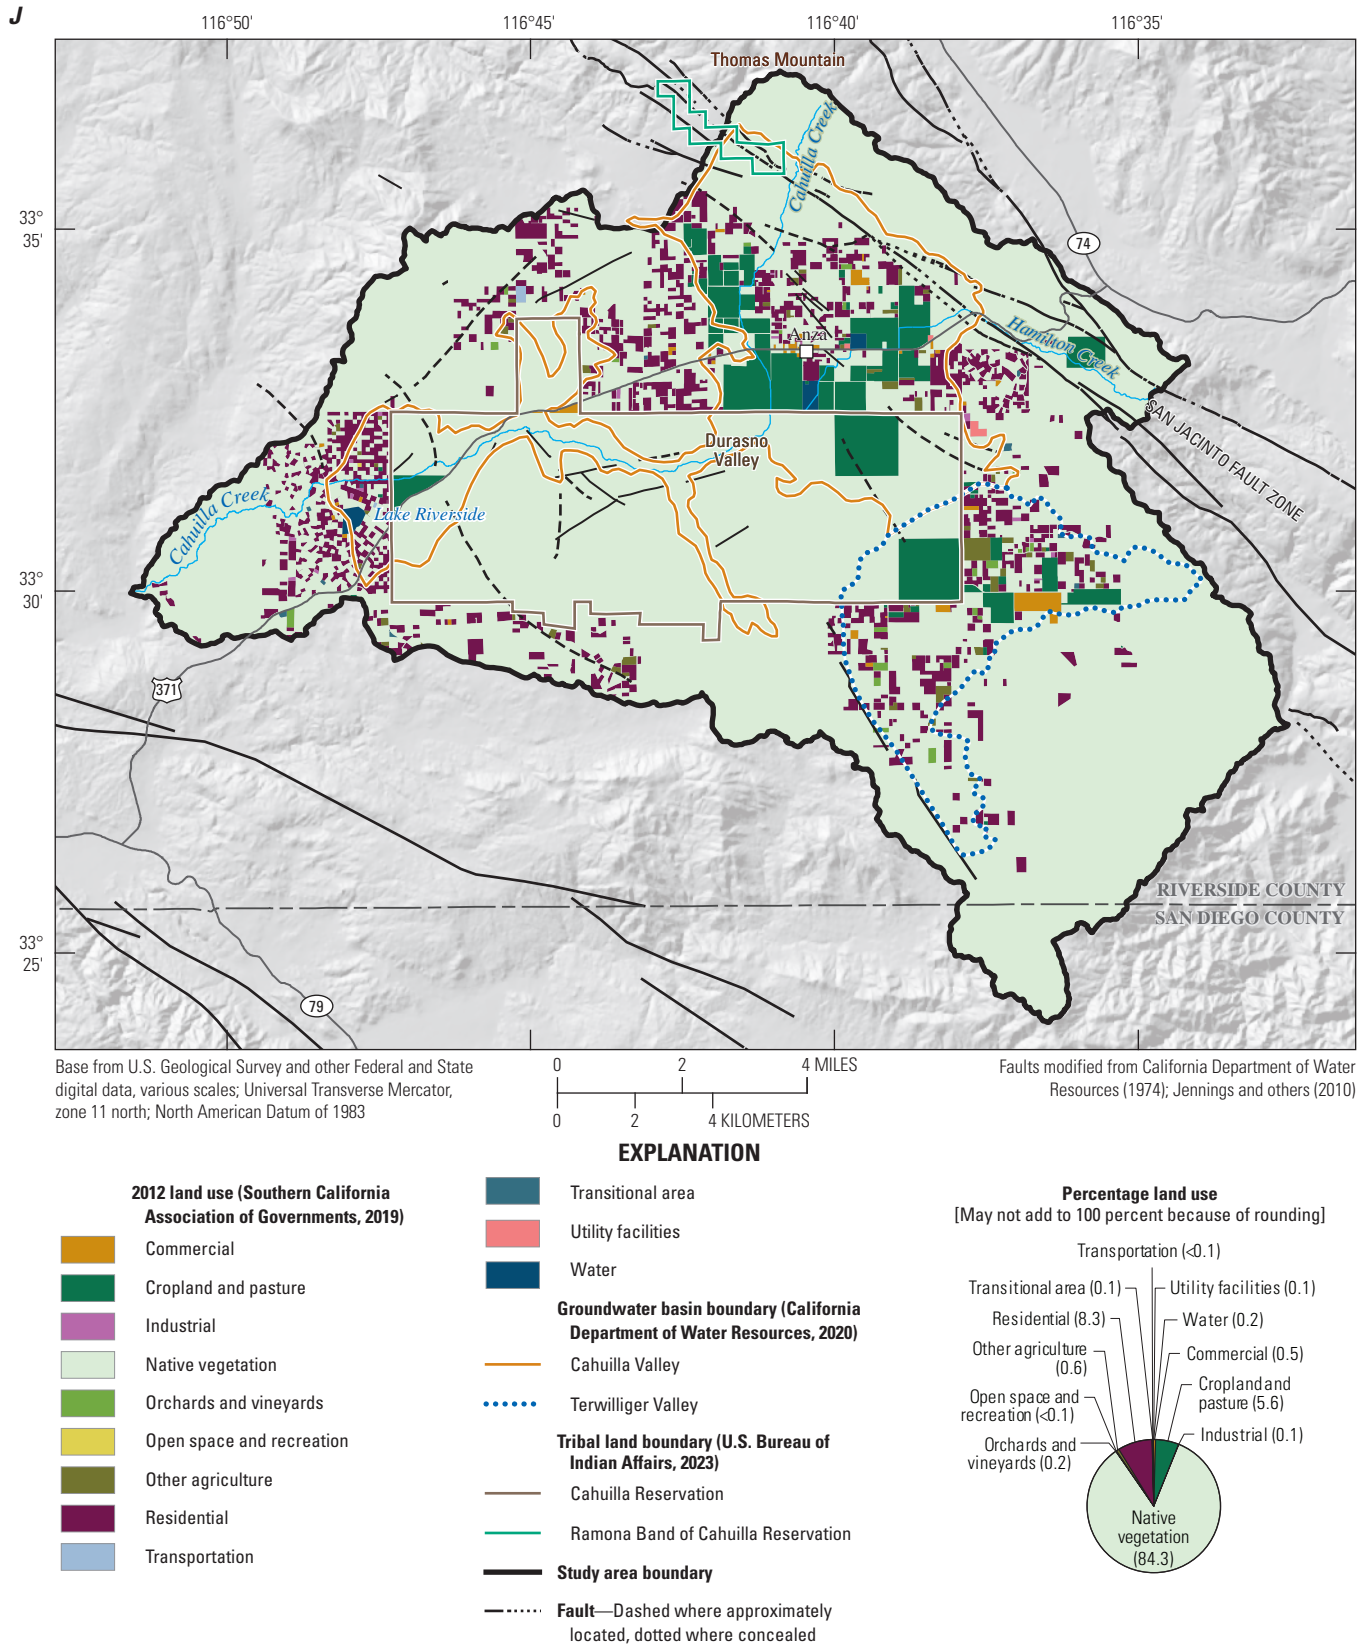 J
116°50'
116°45'
116°40'
116°35'
Thomas Mountain
Cahuilla Creek
33°
35'
74
Hamilton Creek
Anza
SAN JACINTO FAULT ZONE
Durasno
Valley
Cahuilla Creek
Lake Riverside
33°
30'
371
RIVERSIDE COUNTY
SAN DIEGO COUNTY
33°
25'
79
Base from U.S. Geological Survey and other Federal and State
digital data, various scales; Universal Transverse Mercator,
zone 11 north; North American Datum of 1983
0 2 4 MILES
0 2 4 KILOMETERS
Faults modified from California Department of Water
Resources (1974); Jennings and others (2010)
EXPLANATION
2012 land use (Southern California
Association of Governments, 2019)
Commercial
Cropland and pasture
Industrial
Native vegetation
Orchards and vineyards
Open space and recreation
Other agriculture
Residential
Transportation
Transitional area
Utility facilities
Water
Groundwater basin boundary (California
Department of Water Resources, 2020)
Cahuilla Valley
Terwilliger Valley
Tribal land boundary (U.S. Bureau of
Indian Affairs, 2023)
Cahuilla Reservation
Ramona Band of Cahuilla Reservation
Study area boundary
Fault—Dashed where approximately
located, dotted where concealed
Percentage land use
[May not add to 100 percent because of rounding]
Transportation (<0.1)
Transitional area (0.1)
Utility facilities (0.1)
Residential (8.3)
Water (0.2)
Other agriculture
(0.6)
Commercial (0.5)
Open space and
recreation (<0.1)
Cropland and
pasture (5.6)
Orchards and
vineyards (0.2)
Industrial (0.1)
Native
vegetation
(84.3)